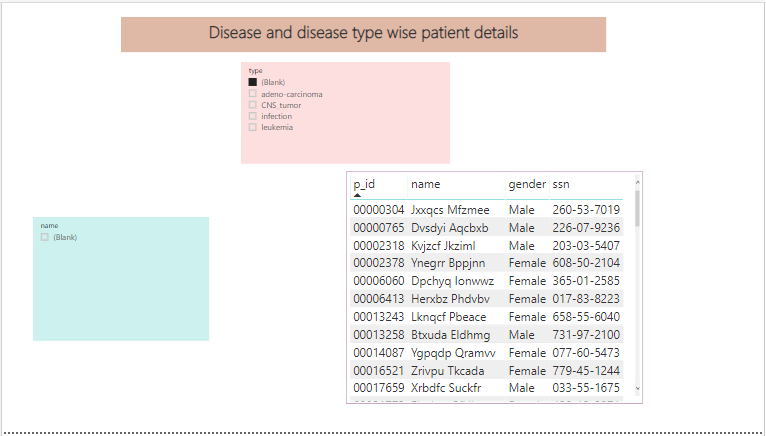 Disease and disease type wise patient details
type
(Blank)
adeno-carcinoma
CNS_tumor
infection
leukemia
name
(Blank)
p_id name gender ssn
00000304 Jxxqcs Mfzmee Male 260-53-7019
00000765 Dvsdyi Aqcbxb Male 226-07-9236
00002318 Kvjzcf Jkziml Male 203-03-5407
00002378 Ynegrr Bppjnn Female 608-50-2104
00006060 Dpchyq Ionwwz Female 365-01-2585
00006413 Herxbz Phdvbv Female 017-83-8223
00013243 Lknqcf Pbeace Female 658-55-6040
00013258 Btxuda Eldhmg Male 731-97-2100
00014087 Ygpqdp Qramvv Female 077-60-5473
00016521 Zrivpu Tkcada Female 779-45-1244
00017659 Xrbdfc Suckfr Male 033-55-1675